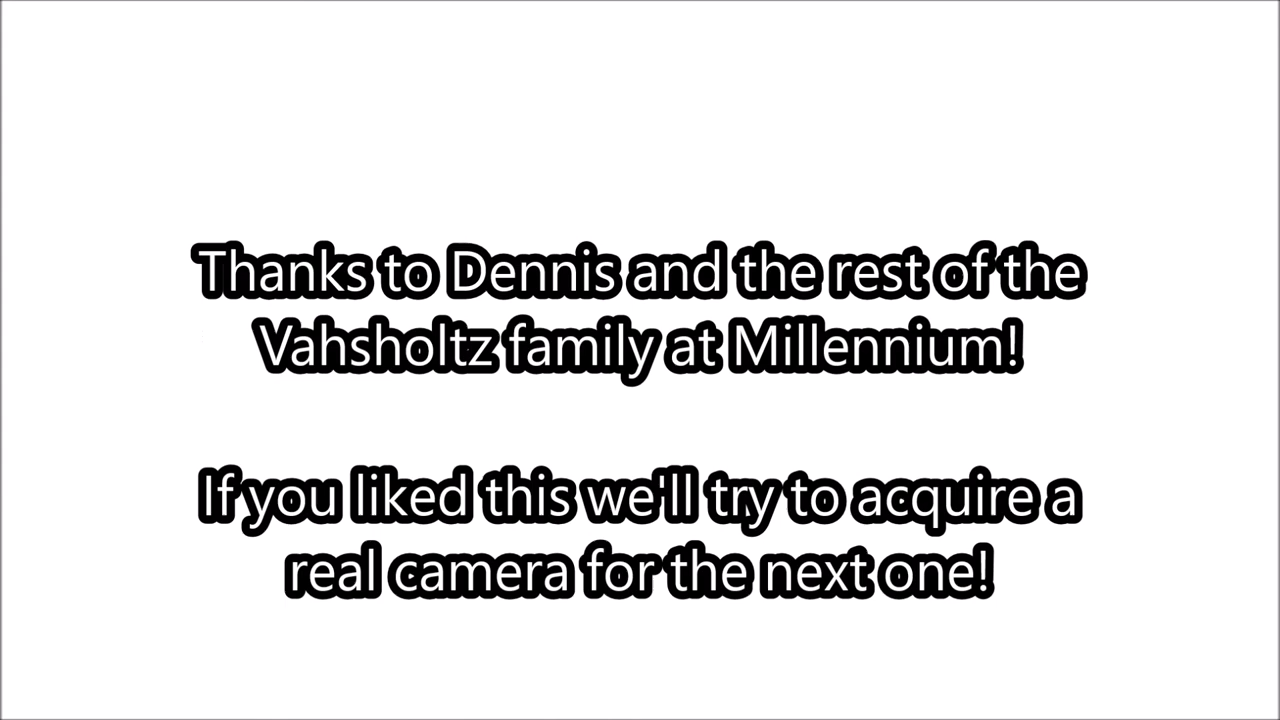 Thanks to Dennis and the rest of the
Vahsholtz family at Millennium!
If you liked this we'll try to acquire a
real camera for the next one!